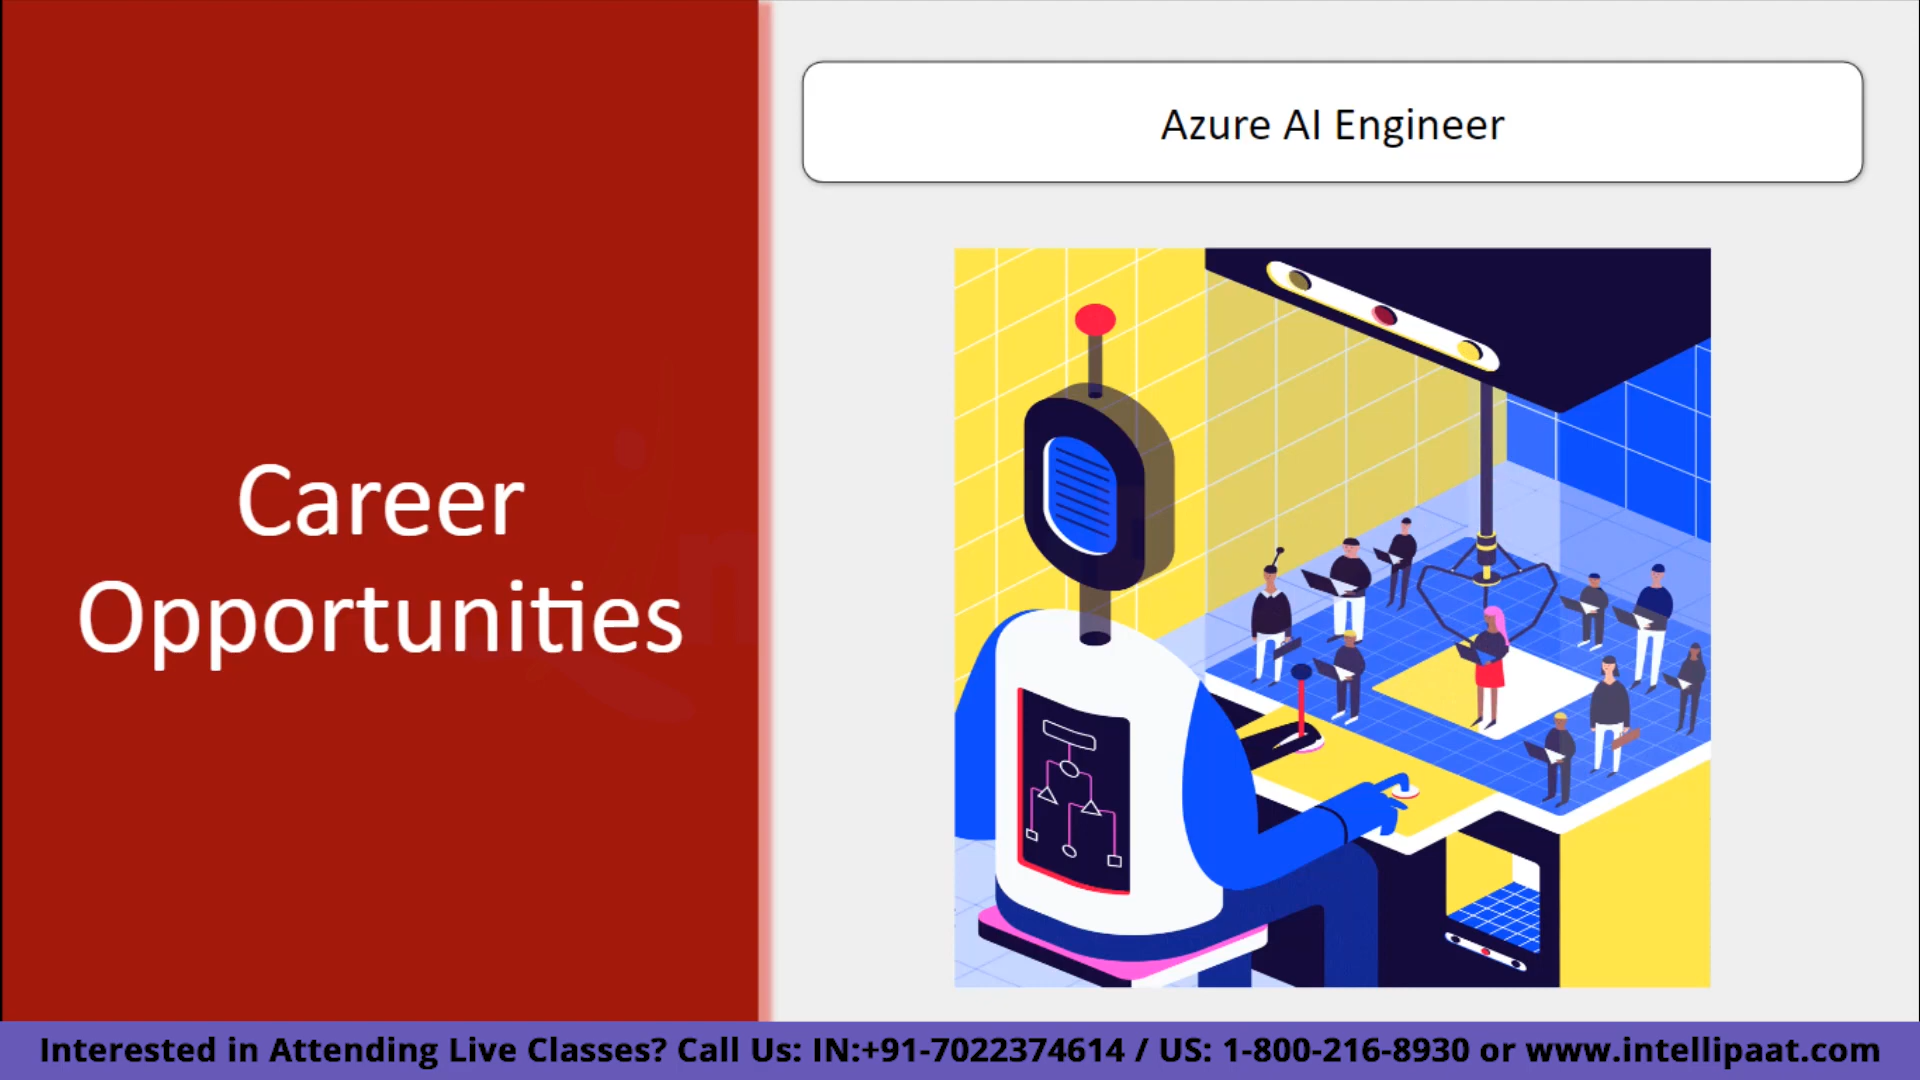 Azure AI Engineer
Career
Opportunities
Interested in Attending Live Classes? Call Us: IN:+91-7022374614 / US: 1-800-216-8930 or www.intellipaat.com